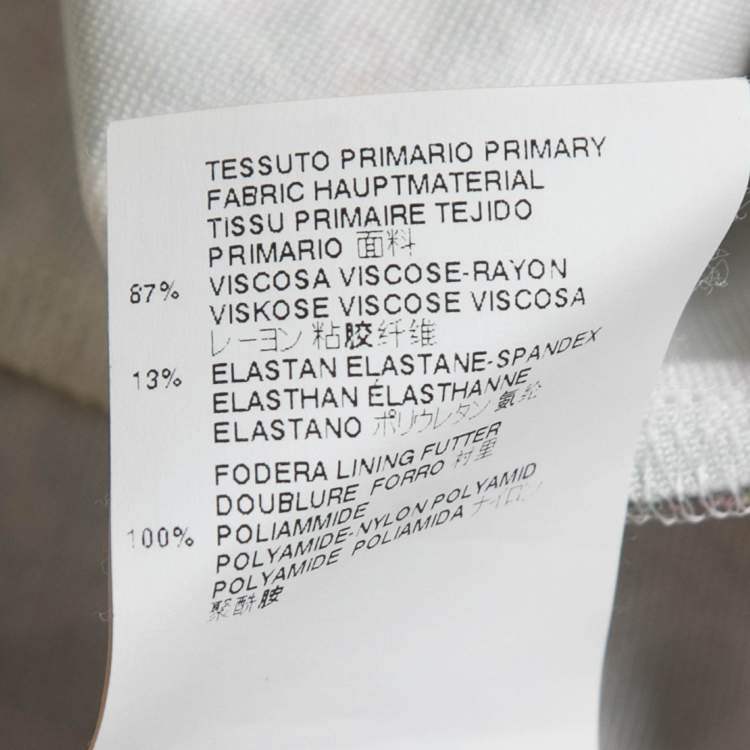 TESSUTO PRIMARIO PRIMARY
FABRIC HAUPTMATERIAL
TISSU PRIMAIRE TEJIDO
PRIMARIO 面料
87% VISCOSA VISCOSE-RAYON
VISKOSE VISCOSE VISCOSA
レーヨン 粘胶纤维
13% ELASTAN ELASTANE-SPANDEX
ELASTHAN ÉLASTHANNE
ELASTANO ポリウレタン 氨纶
FODERA LINING FUTTER
DOUBLURE FORRO 衬里
100% POLIAMMIDE
POLYAMIDE-NYLON POLYAMID
POLYAMIDE POLIAMIDA ナイロン
聚酰胺